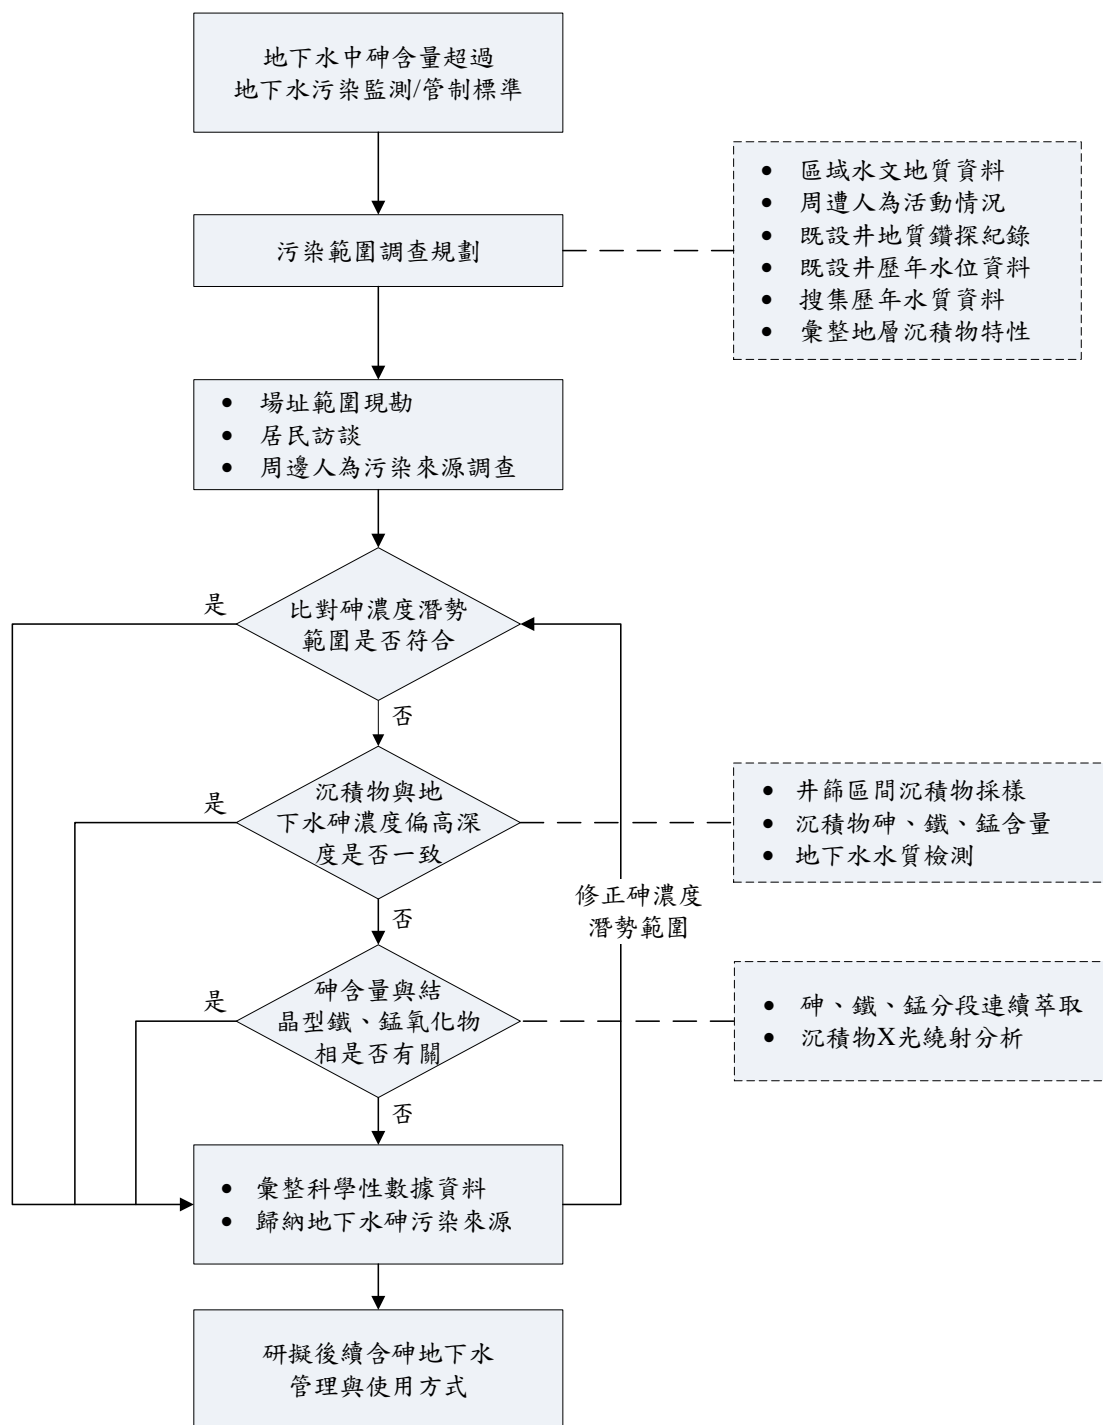 地下水中砷含量超過
地下水污染監測/管制標準
污染範圍調查規劃
● 區域水文地質資料
● 周遭人為活動情況
● 既設井地質鑽探紀錄
● 既設井歷年水位資料
● 搜集歷年水質資料
● 彙整地層沉積物特性
● 場址範圍現勘
● 居民訪談
● 周邊人為污染來源調查
是
比對砷濃度潛勢
範圍是否符合
否
是
沉積物與地
下水砷濃度偏高深
度是否一致
● 井篩區間沉積物採樣
● 沉積物砷、鐵、錳含量
● 地下水水質檢測
修正砷濃度
潛勢範圍
否
是
砷含量與結
晶型鐵、錳氧化物
相是否有關
● 砷、鐵、錳分段連續萃取
● 沉積物X光繞射分析
否
● 彙整科學性數據資料
● 歸納地下水砷污染來源
研擬後續含砷地下水
管理與使用方式